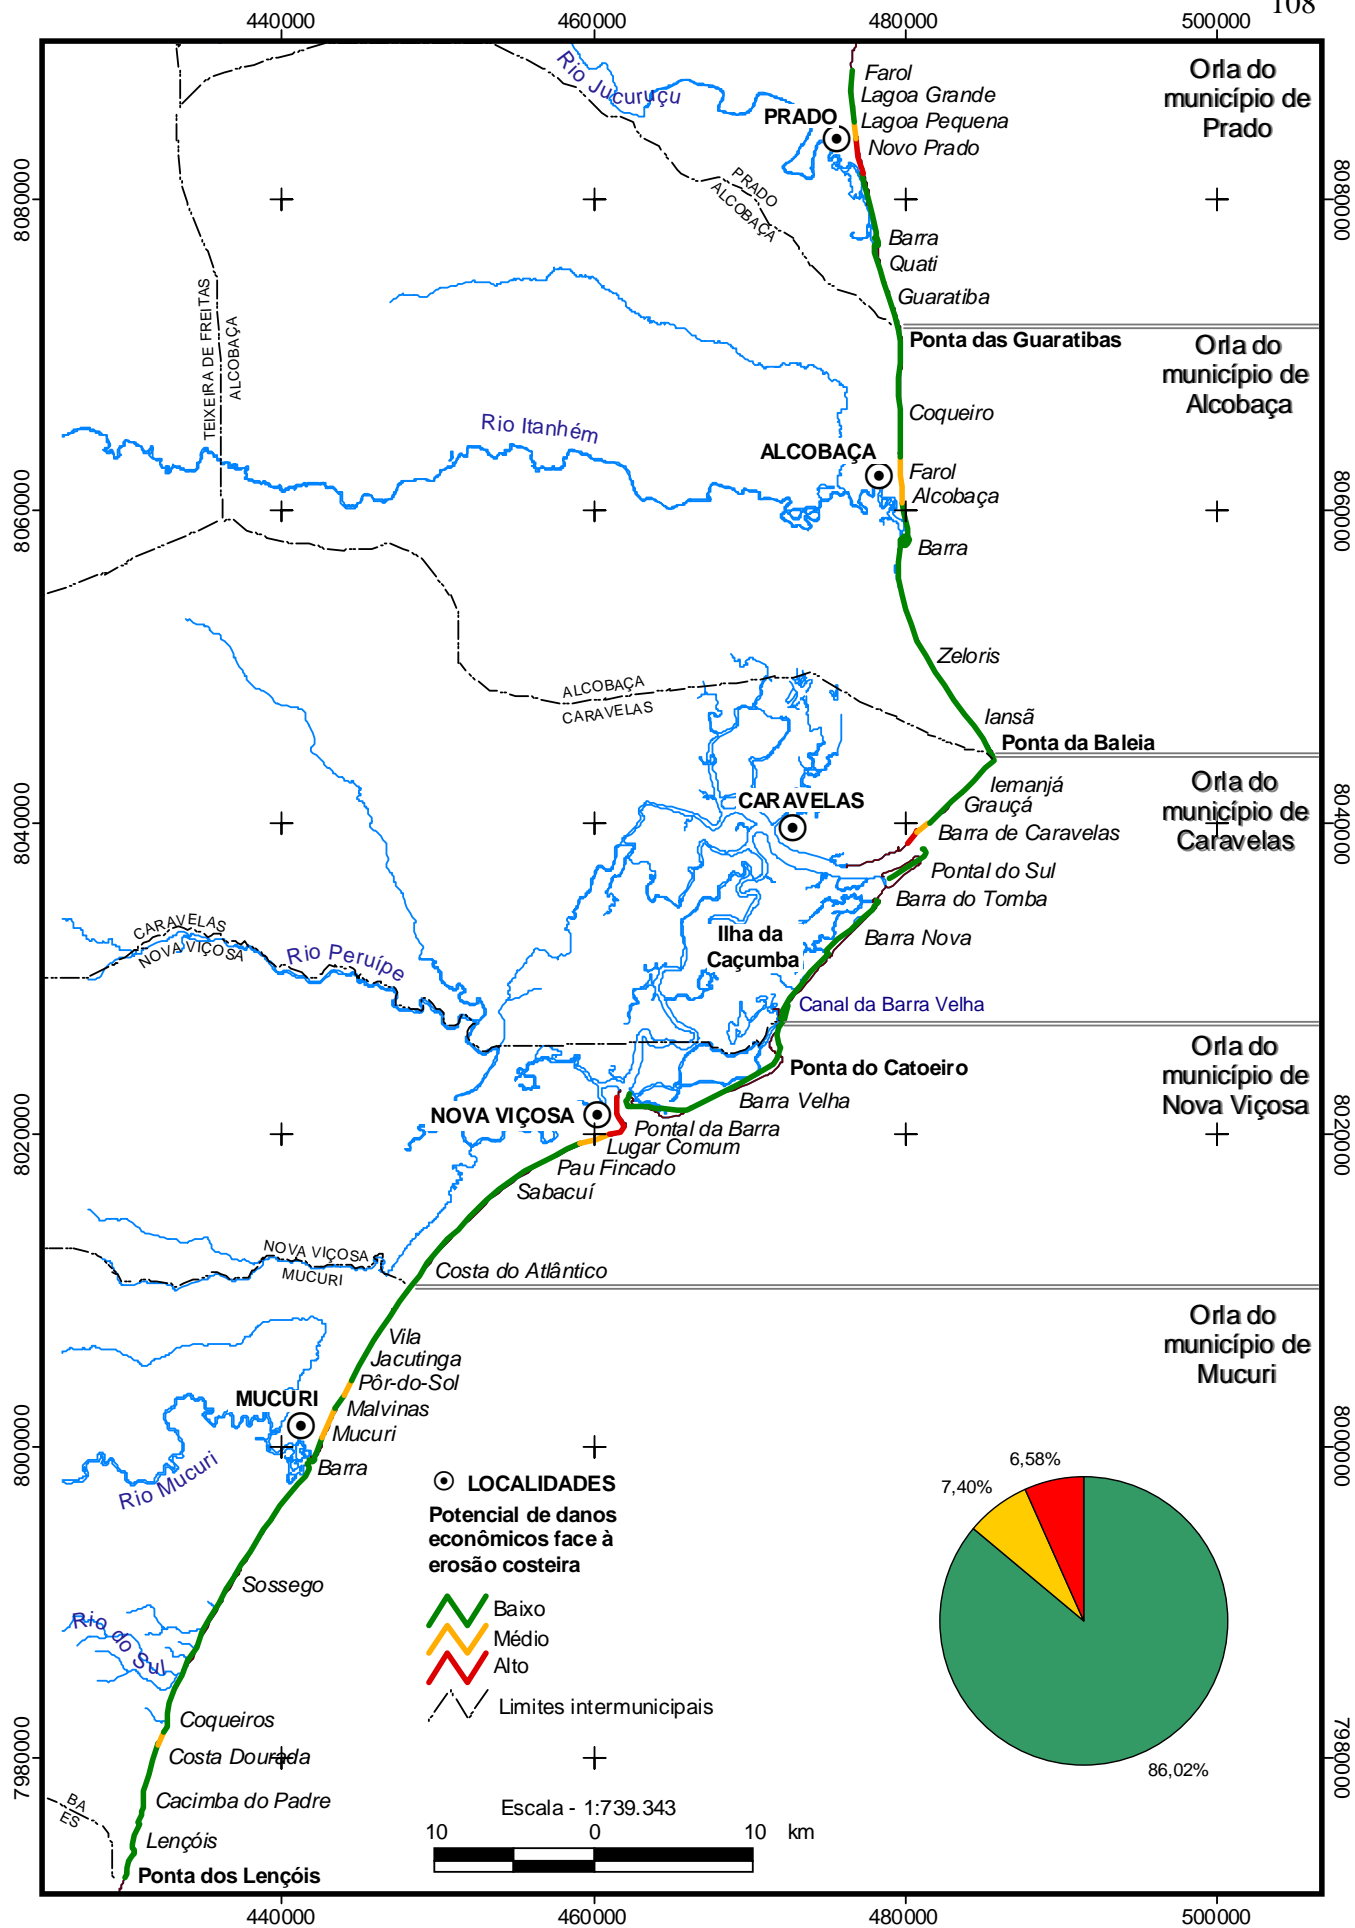 108
440000
460000
480000
500000
Rio Jucuruçu
PRADO
Farol
Lagoa Grande
Lagoa Pequena
Novo Prado
Orla do
município de
Prado
8080000
8080000
PRADO
ALCOBAÇA
Barra
Quati
Guaratiba
Ponta das Guaratibas
Orla do
município de
Alcobaça
TEIXEIRA DE FREITAS
ALCOBAÇA
Coqueiro
Rio Itanhém
ALCOBAÇA
Farol
Alcobaça
8060000
8060000
Barra
Zeloris
ALCOBAÇA
CARAVELAS
Iansã
Ponta da Baleia
Orla do
município de
Caravelas
Iemanjá
Grauçá
CARAVELAS
8040000
8040000
Barra de Caravelas
Pontal do Sul
Barra do Tomba
Ilha da
Caçumba
Barra Nova
CARAVELAS
NOVA VIÇOSA
Rio Peruípe
Canal da Barra Velha
Orla do
município de
Nova Viçosa
Ponta do Catoeiro
Barra Velha
NOVA VIÇOSA
8020000
8020000
Pontal da Barra
Lugar Comum
Pau Fincado
Sabacuí
NOVA VIÇOSA
MUCURI
Costa do Atlântico
Orla do
município de
Mucuri
Vila
Jacutinga
Pôr-do-Sol
MUCURI
Malvinas
Mucuri
8000000
8000000
Barra
Rio Mucuri
LOCALIDADES
Potencial de danos
econômicos face à
erosão costeira
Baixo
Médio
Alto
Limites intermunicipais
6,58%
7,40%
86,02%
Sossego
Rio do Sul
Coqueiros
Costa Dourada
7980000
7980000
Cacimba do Padre
BA
ES
Lençóis
Ponta dos Lençóis
Escala - 1:739.343
10 0 10 km
440000
460000
480000
500000